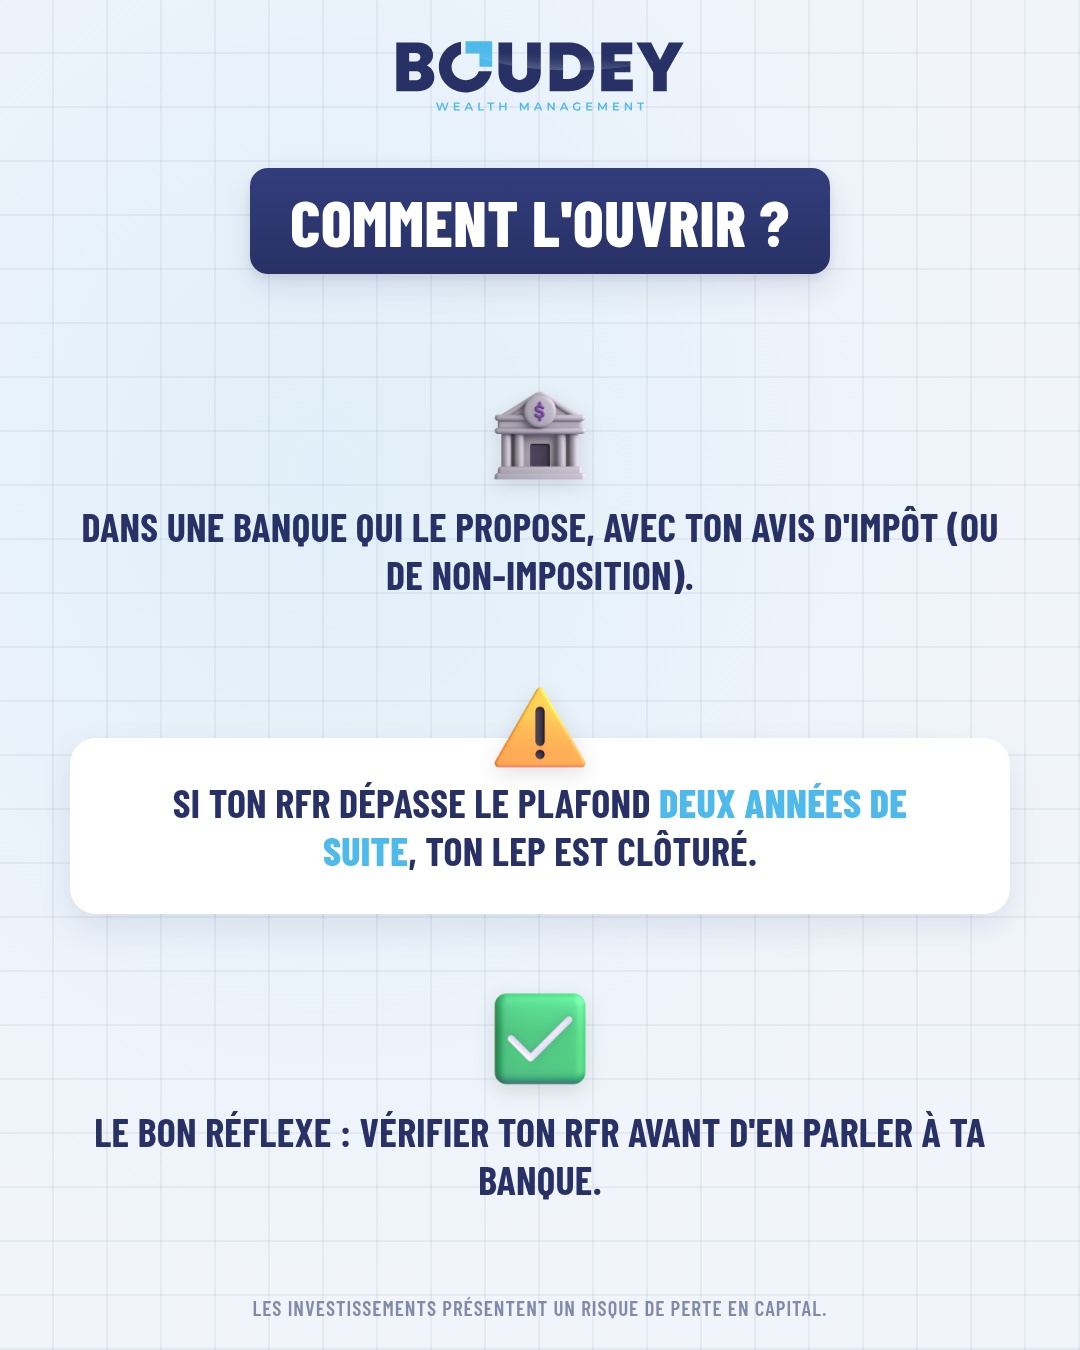 BOUDEY
WEALTH MANAGEMENT
COMMENT L'OUVRIR ?
$
DANS UNE BANQUE QUI LE PROPOSE, AVEC TON AVIS D'IMPÔT (OU
DE NON-IMPOSITION).
SI TON RFR DÉPASSE LE PLAFOND DEUX ANNÉES DE
SUITE, TON LEP EST CLÔTURÉ.
LE BON RÉFLEXE : VÉRIFIER TON RFR AVANT D'EN PARLER À TA
BANQUE.
LES INVESTISSEMENTS PRÉSENTENT UN RISQUE DE PERTE EN CAPITAL.